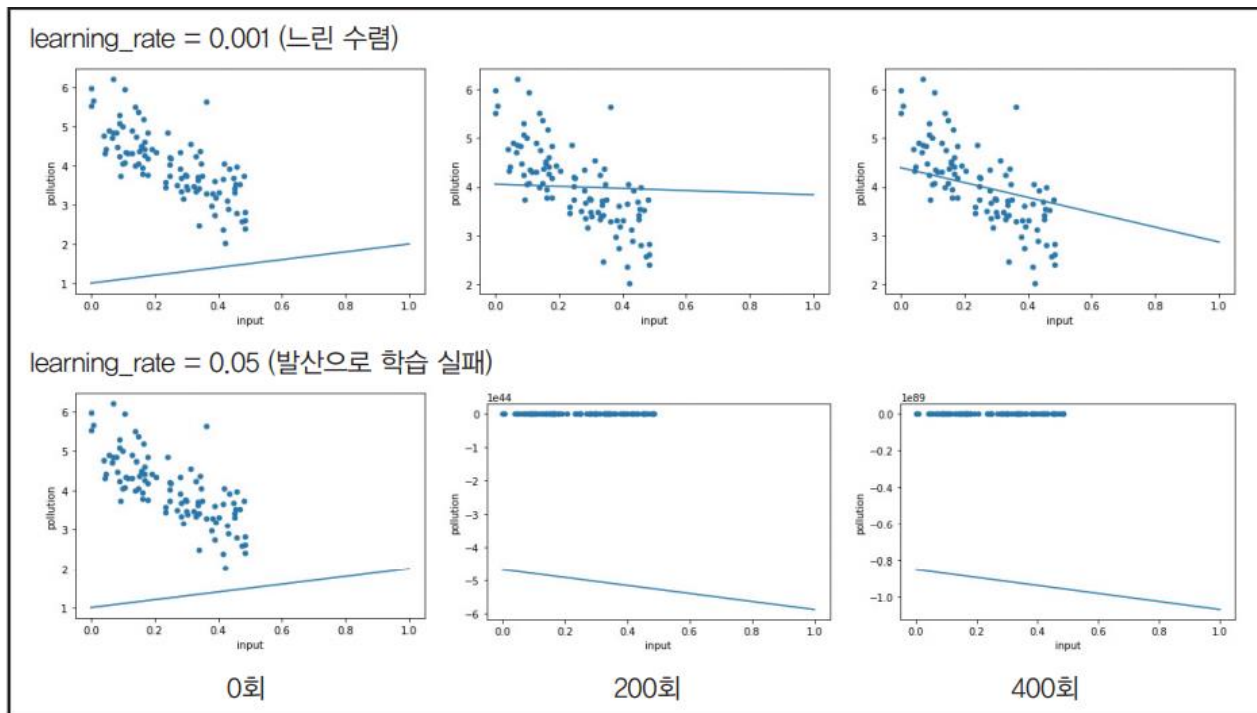 learning_rate = 0.001 (느린 수렴)
6
5
4
3
2
1
pollution
0.0 0.2 0.4 0.6 0.8 1.0
input
6
5
4
3
2
pollution
0.0 0.2 0.4 0.6 0.8 1.0
input
6
5
4
3
2
pollution
0.0 0.2 0.4 0.6 0.8 1.0
input
learning_rate = 0.05 (발산으로 학습 실패)
6
5
4
3
2
1
pollution
0.0 0.2 0.4 0.6 0.8 1.0
input
1e44
0
−1
−2
−3
−4
−5
−6
pollution
0.0 0.2 0.4 0.6 0.8 1.0
input
1e89
0.0
−0.2
−0.4
−0.6
−0.8
−1.0
pollution
0.0 0.2 0.4 0.6 0.8 1.0
input
0회 200회 400회